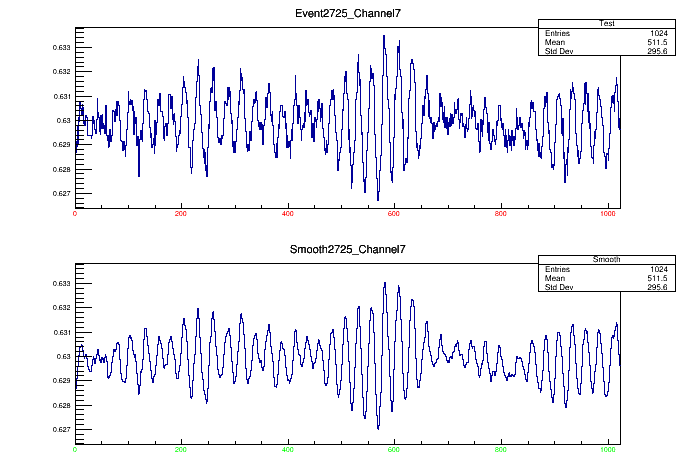 Event2725_Channel7
Test
Entries 1024
Mean 511.5
Std Dev 295.6
0.633
0.632
0.631
0.63
0.629
0.628
0.627
0 200 400 600 800 1000
Smooth2725_Channel7
Smooth
Entries 1024
Mean 511.5
Std Dev 295.6
0.633
0.632
0.631
0.63
0.629
0.628
0.627
0 200 400 600 800 1000